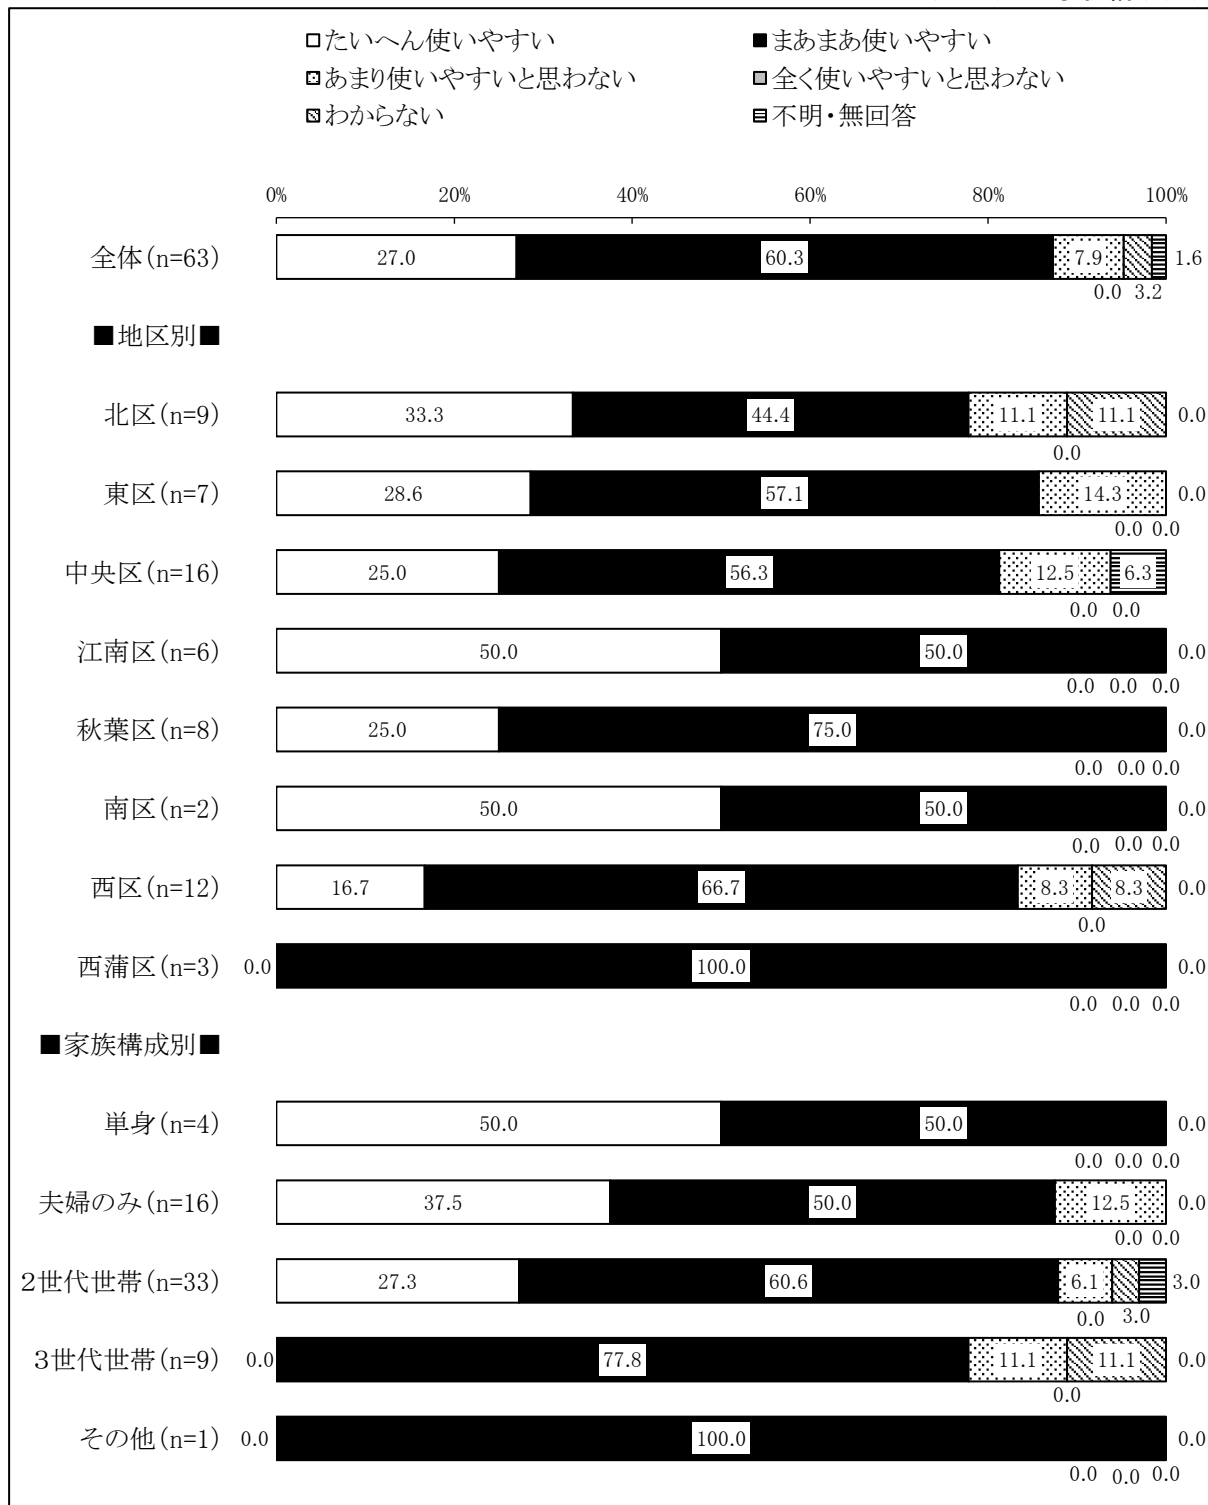 □たいへん使いやすい ■まあまあ使いやすい
あまり使いやすいと思わない 全く使いやすいと思わない
わからない 不明・無回答
0% 20% 40% 60% 80% 100%
全体(n=63) 27.0 60.3 7.9 1.6
0.0 3.2
■地区別■
北区(n=9) 33.3 44.4 11.1 11.1 0.0
0.0
東区(n=7) 28.6 57.1 14.3 0.0
0.0 0.0
中央区(n=16) 25.0 56.3 12.5 6.3
0.0 0.0
江南区(n=6) 50.0 50.0 0.0
0.0 0.0 0.0
秋葉区(n=8) 25.0 75.0 0.0
0.0 0.0 0.0
南区(n=2) 50.0 50.0 0.0
0.0 0.0 0.0
西区(n=12) 16.7 66.7 8.3 8.3 0.0
0.0
西蒲区(n=3) 0.0 100.0 0.0
0.0 0.0 0.0
■家族構成別■
単身(n=4) 50.0 50.0 0.0
0.0 0.0 0.0
夫婦のみ(n=16) 37.5 50.0 12.5 0.0
0.0 0.0
２世代世帯(n=33) 27.3 60.6 6.1 3.0
0.0 3.0
３世代世帯(n=9) 0.0 77.8 11.1 11.1 0.0
0.0
その他(n=1) 0.0 100.0 0.0
0.0 0.0 0.0